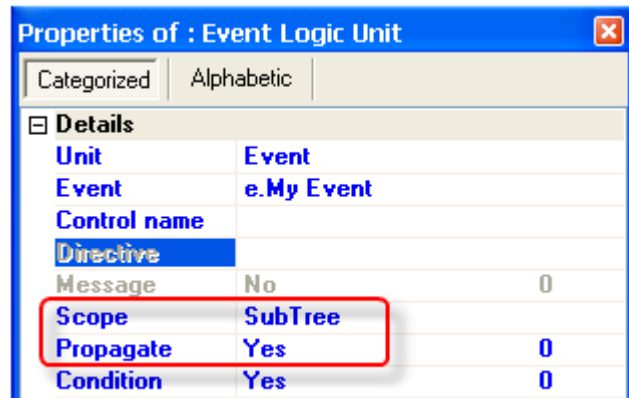 Properties of : Event Logic Unit
Categorized Alphabetic
Details
Unit Event
Event e.My Event
Control name
Directive
Message No 0
Scope SubTree
Propagate Yes 0
Condition Yes 0